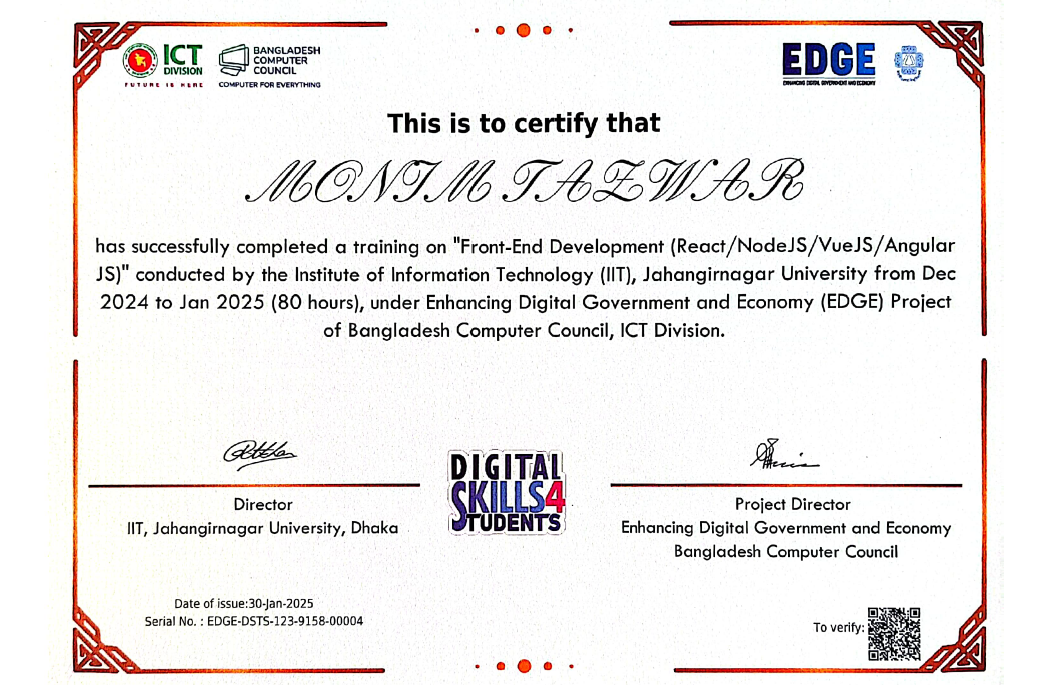 ICT
DIVISION
FUTURE IS HERE
BANGLADESH
COMPUTER
COUNCIL
COMPUTER FOR EVERYTHING
EDGE
ENHANCING DIGITAL GOVERNMENT AND ECONOMY
This is to certify that
MONIM TAZWAR
has successfully completed a training on "Front-End Development (React/NodeJS/VueJS/Angular
JS)" conducted by the Institute of Information Technology (IIT), Jahangirnagar University from Dec
2024 to Jan 2025 (80 hours), under Enhancing Digital Government and Economy (EDGE) Project
of Bangladesh Computer Council, ICT Division.
Director
IIT, Jahangirnagar University, Dhaka
DIGITAL
SKILLS4
STUDENTS
Project Director
Enhancing Digital Government and Economy
Bangladesh Computer Council
Date of issue:30-Jan-2025
Serial No. : EDGE-DSTS-123-9158-00004
To verify: